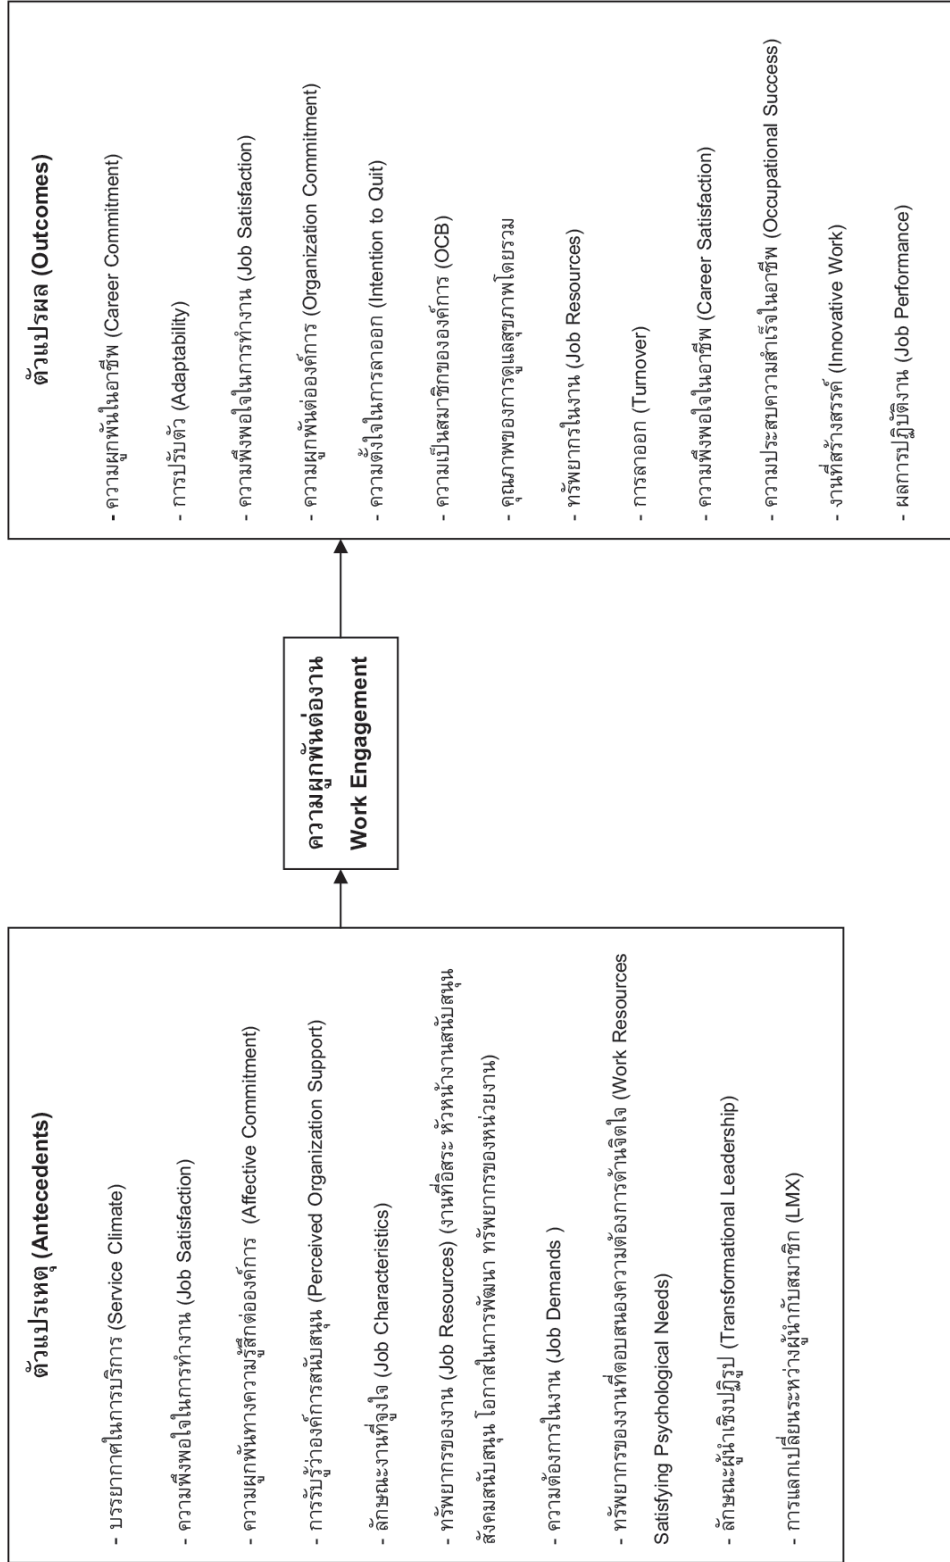 ตัวแปรเหตุ (Antecedents)
- บรรยากาศในการบริการ (Service Climate)
- ความพึงพอใจในการทำงาน (Job Satisfaction)
- ความผูกพันทางความรู้สึกต่อองค์การ (Affective Commitment)
- การรับรู้ว่าองค์การสนับสนุน (Perceived Organization Support)
- ลักษณะงานที่จูงใจ (Job Characteristics)
- ทรัพยากรของงาน (Job Resources) (งานที่อิสระ หัวหน้างานสนับสนุน
สังคมสนับสนุน โอกาสในการพัฒนา ทรัพยากรของหน่วยงาน)
- ความต้องการในงาน (Job Demands )
- ทรัพยากรของงานที่ตอบสนองความต้องการด้านจิตใจ (Work Resources
Satisfying Psychological Needs)
- ลักษณะผู้นำเชิงปฏิรูป (Transformational Leadership)
- การแลกเปลี่ยนระหว่างผู้นำกับสมาชิก (LMX)
ความผูกพันต่องาน
Work Engagement
ตัวแปรผล (Outcomes)
- ความผูกพันในอาชีพ (Career Commitment)
- การปรับตัว (Adaptability)
- ความพึงพอใจในการทำงาน (Job Satisfaction)
- ความผูกพันต่อองค์การ (Organization Commitment)
- ความตั้งใจในการลาออก (Intention to Quit)
- ความเป็นสมาชิกขององค์การ (OCB)
- คุณภาพของการดูแลสุขภาพโดยรวม
- ทรัพยากรในงาน (Job Resources)
- การลาออก (Turnover)
- ความพึงพอใจในอาชีพ (Career Satisfaction)
- ความประสบความสำเร็จในอาชีพ (Occupational Success)
- งานที่สร้างสรรค์ (Innovative Work)
- ผลการปฏิบัติงาน (Job Performance)